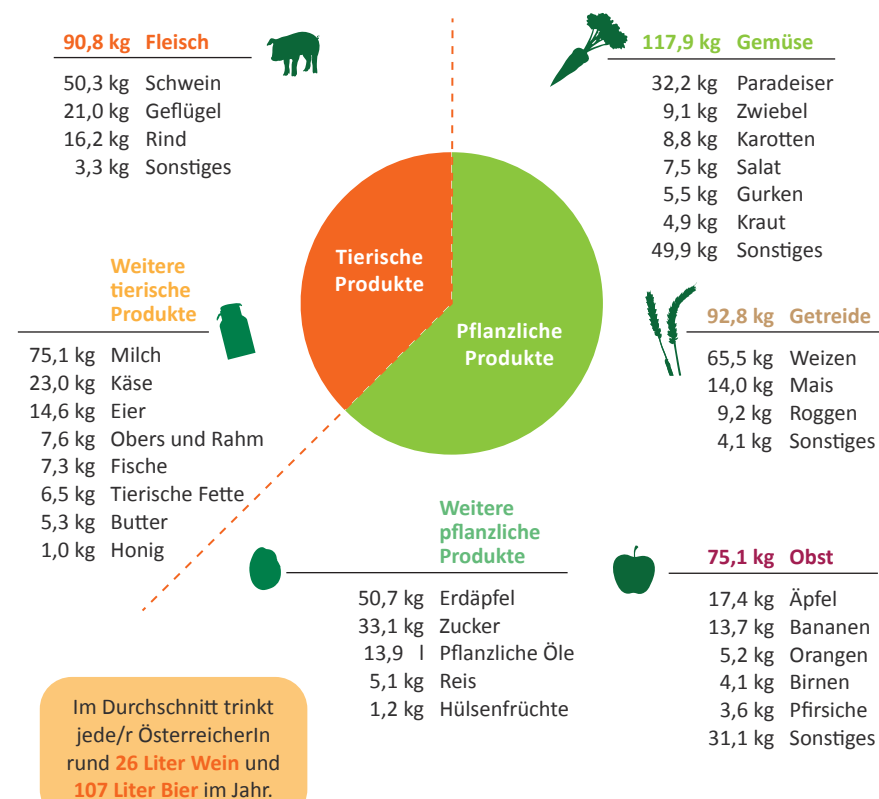 90,8 kg Fleisch
50,3 kg Schwein
21,0 kg Geflügel
16,2 kg Rind
3,3 kg Sonstiges
117,9 kg Gemüse
32,2 kg Paradeiser
9,1 kg Zwiebel
8,8 kg Karotten
7,5 kg Salat
5,5 kg Gurken
4,9 kg Kraut
49,9 kg Sonstiges
Tierische
Produkte
Pflanzliche
Produkte
Weitere
tierische
Produkte
75,1 kg Milch
23,0 kg Käse
14,6 kg Eier
7,6 kg Obers und Rahm
7,3 kg Fische
6,5 kg Tierische Fette
5,3 kg Butter
1,0 kg Honig
92,8 kg Getreide
65,5 kg Weizen
14,0 kg Mais
9,2 kg Roggen
4,1 kg Sonstiges
Weitere
pflanzliche
Produkte
50,7 kg Erdäpfel
33,1 kg Zucker
13,9 l Pflanzliche Öle
5,1 kg Reis
1,2 kg Hülsenfrüchte
75,1 kg Obst
17,4 kg Äpfel
13,7 kg Bananen
5,2 kg Orangen
4,1 kg Birnen
3,6 kg Pfirsiche
31,1 kg Sonstiges
Im Durchschnitt trinkt
jede/r ÖsterreicherIn
rund 26 Liter Wein und
107 Liter Bier im Jahr.